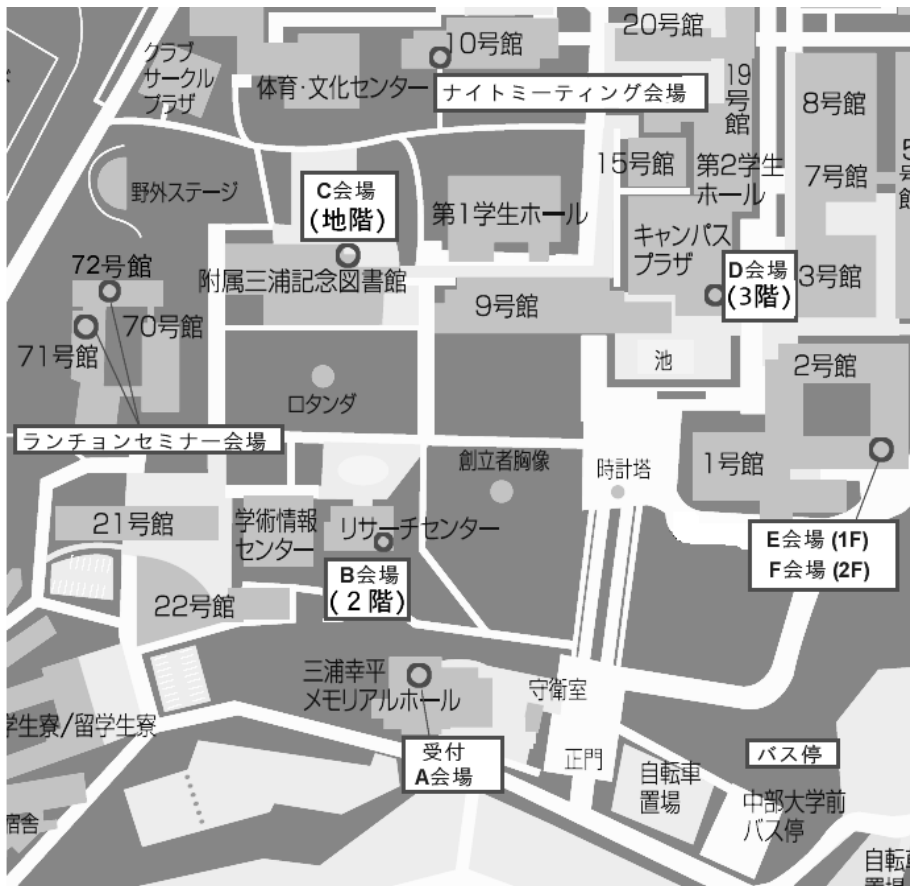 20号館
10号館
クラブ
サークル
プラザ
体育・文化センター
19
号
館
ナイトミーティング会場
8号館
15号館
第2学生
ホール
7号館
野外ステージ
C会場
(地階)
第1学生ホール
キャンパス
プラザ
72号館
附属三浦記念図書館
D会場
(3階)
3号館
9号館
70号館
71号館
池
2号館
ロタンダ
ランチョンセミナー会場
創立者胸像
時計塔
1号館
21号館
学術情報
センター
リサーチセンター
E会場 (1F)
F会場 (2F)
B会場
(2階)
22号館
三浦幸平
メモリアルホール
守衛室
学生寮/留学生寮
受付
A会場
正門
自転車
置場
バス停
中部大学前
バス停
宿舎